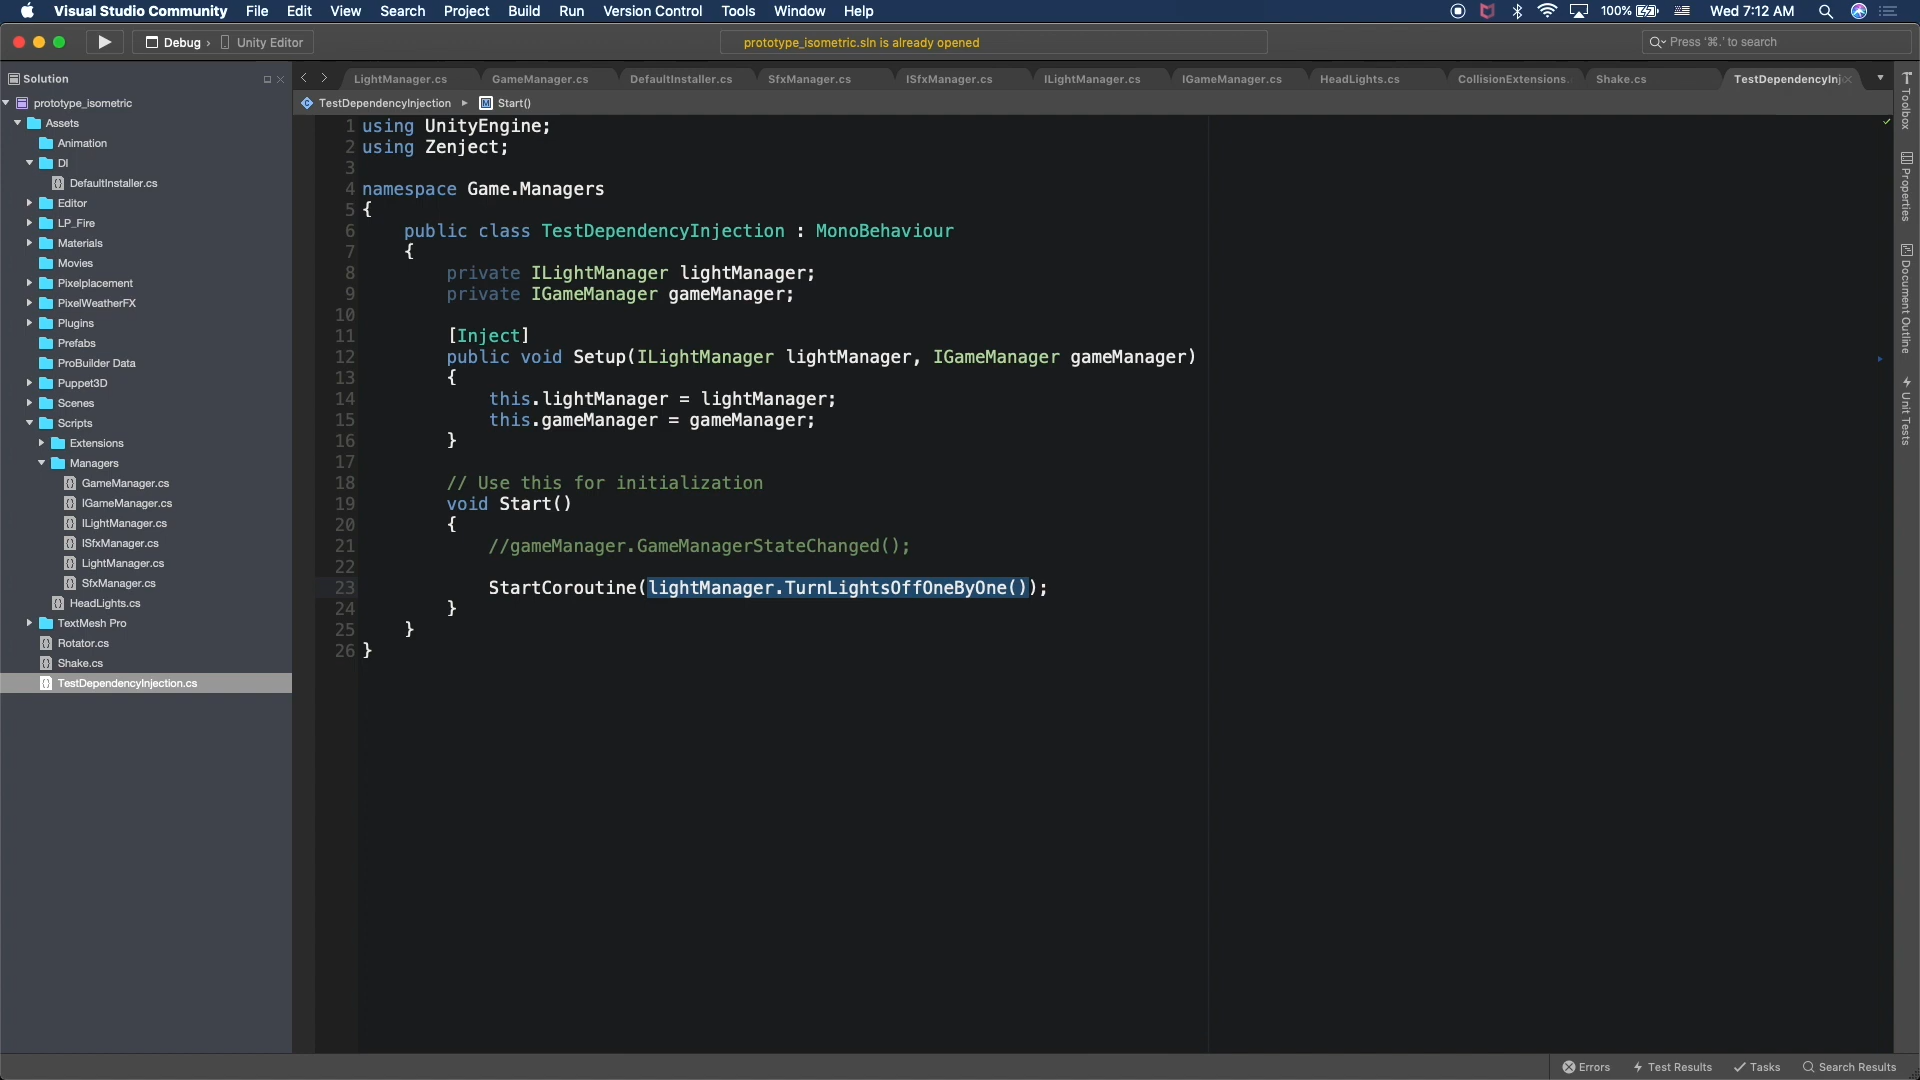 Visual Studio Community File Edit View Search Project Build Run Version Control Tools Window Help 100% Wed 7:12 AM
Debug › Unity Editor prototype_isometric.sln is already opened Press '⌘.' to search
Solution LightManager.cs GameManager.cs DefaultInstaller.cs SfxManager.cs ISfxManager.cs ILightManager.cs IGameManager.cs HeadLights.cs CollisionExtensions. Shake.cs TestDependencyInj
TestDependencyInjection Start()
prototype_isometric
Assets
Animation
DI
DefaultInstaller.cs
Editor
LP_Fire
Materials
Movies
Pixelplacement
PixelWeatherFX
Plugins
Prefabs
ProBuilder Data
Puppet3D
Scenes
Scripts
Extensions
Managers
GameManager.cs
IGameManager.cs
ILightManager.cs
ISfxManager.cs
LightManager.cs
SfxManager.cs
HeadLights.cs
TextMesh Pro
Rotator.cs
Shake.cs
TestDependencyInjection.cs
1 using UnityEngine;
2 using Zenject;
3
4 namespace Game.Managers
5 {
6 public class TestDependencyInjection : MonoBehaviour
7 {
8 private ILightManager lightManager;
9 private IGameManager gameManager;
10
11 [Inject]
12 public void Setup(ILightManager lightManager, IGameManager gameManager)
13 {
14 this.lightManager = lightManager;
15 this.gameManager = gameManager;
16 }
17
18 // Use this for initialization
19 void Start()
20 {
21 //gameManager.GameManagerStateChanged();
22
23 StartCoroutine(lightManager.TurnLightsOffOneByOne());
24 }
25 }
26 }
Toolbox
Properties
Document Outline
Unit Tests
Errors Test Results Tasks Search Results